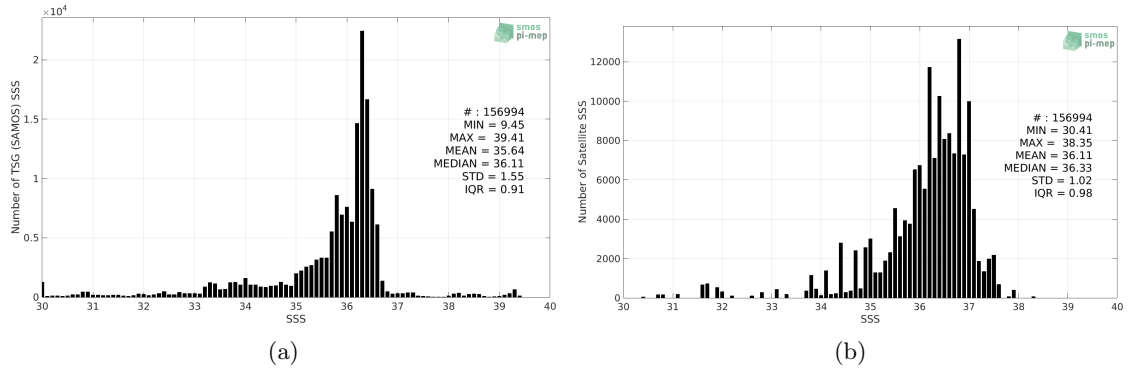 ×10⁴
smos
pi-mep
2
1.5
1
0.5
0
Number of TSG (SAMOS) SSS
# : 156994
MIN = 9.45
MAX = 39.41
MEAN = 35.64
MEDIAN = 36.11
STD = 1.55
IQR = 0.91
30 31 32 33 34 35 36 37 38 39 40
SSS
(a)
smos
pi-mep
12000
10000
8000
6000
4000
2000
0
Number of Satellite SSS
# : 156994
MIN = 30.41
MAX = 38.35
MEAN = 36.11
MEDIAN = 36.33
STD = 1.02
IQR = 0.98
30 31 32 33 34 35 36 37 38 39 40
SSS
(b)